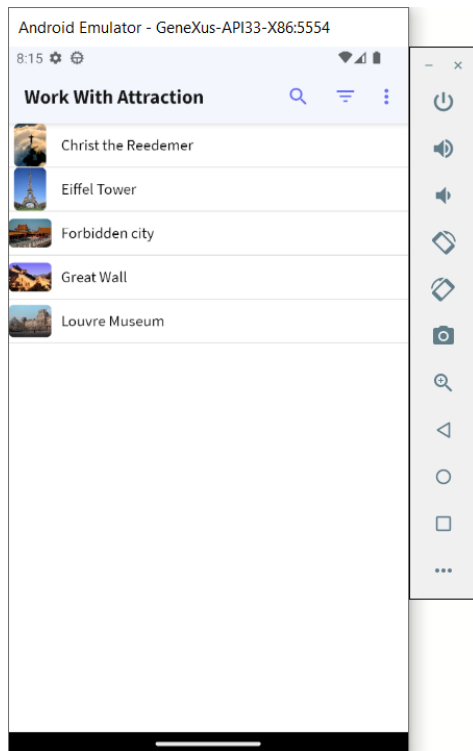 Android Emulator - GeneXus-API33-X86:5554
8:15
Work With Attraction
Christ the Reedemer
Eiffel Tower
Forbidden city
Great Wall
Louvre Museum